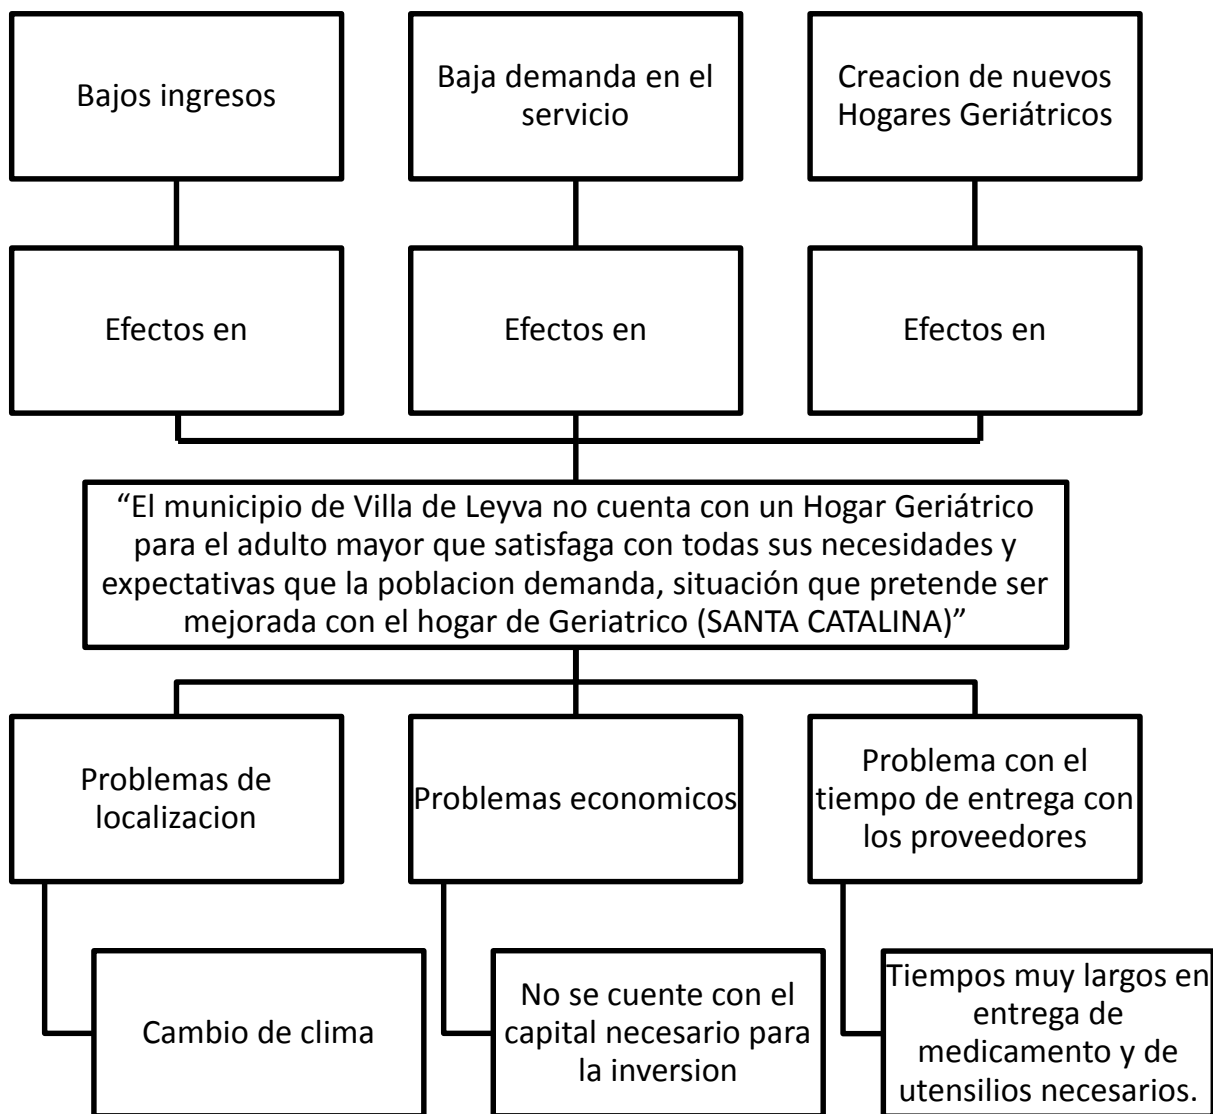 Bajos ingresos
Baja demanda en el
servicio
Creacion de nuevos
Hogares Geriátricos
Efectos en
Efectos en
Efectos en
“El municipio de Villa de Leyva no cuenta con un Hogar Geriátrico
para el adulto mayor que satisfaga con todas sus necesidades y
expectativas que la poblacion demanda, situación que pretende ser
mejorada con el hogar de Geriatrico (SANTA CATALINA)”
Problemas de
localizacion
Problemas economicos
Problema con el
tiempo de entrega con
los proveedores
Cambio de clima
No se cuente con el
capital necesario para
la inversion
Tiempos muy largos en
entrega de
medicamento y de
utensilios necesarios.